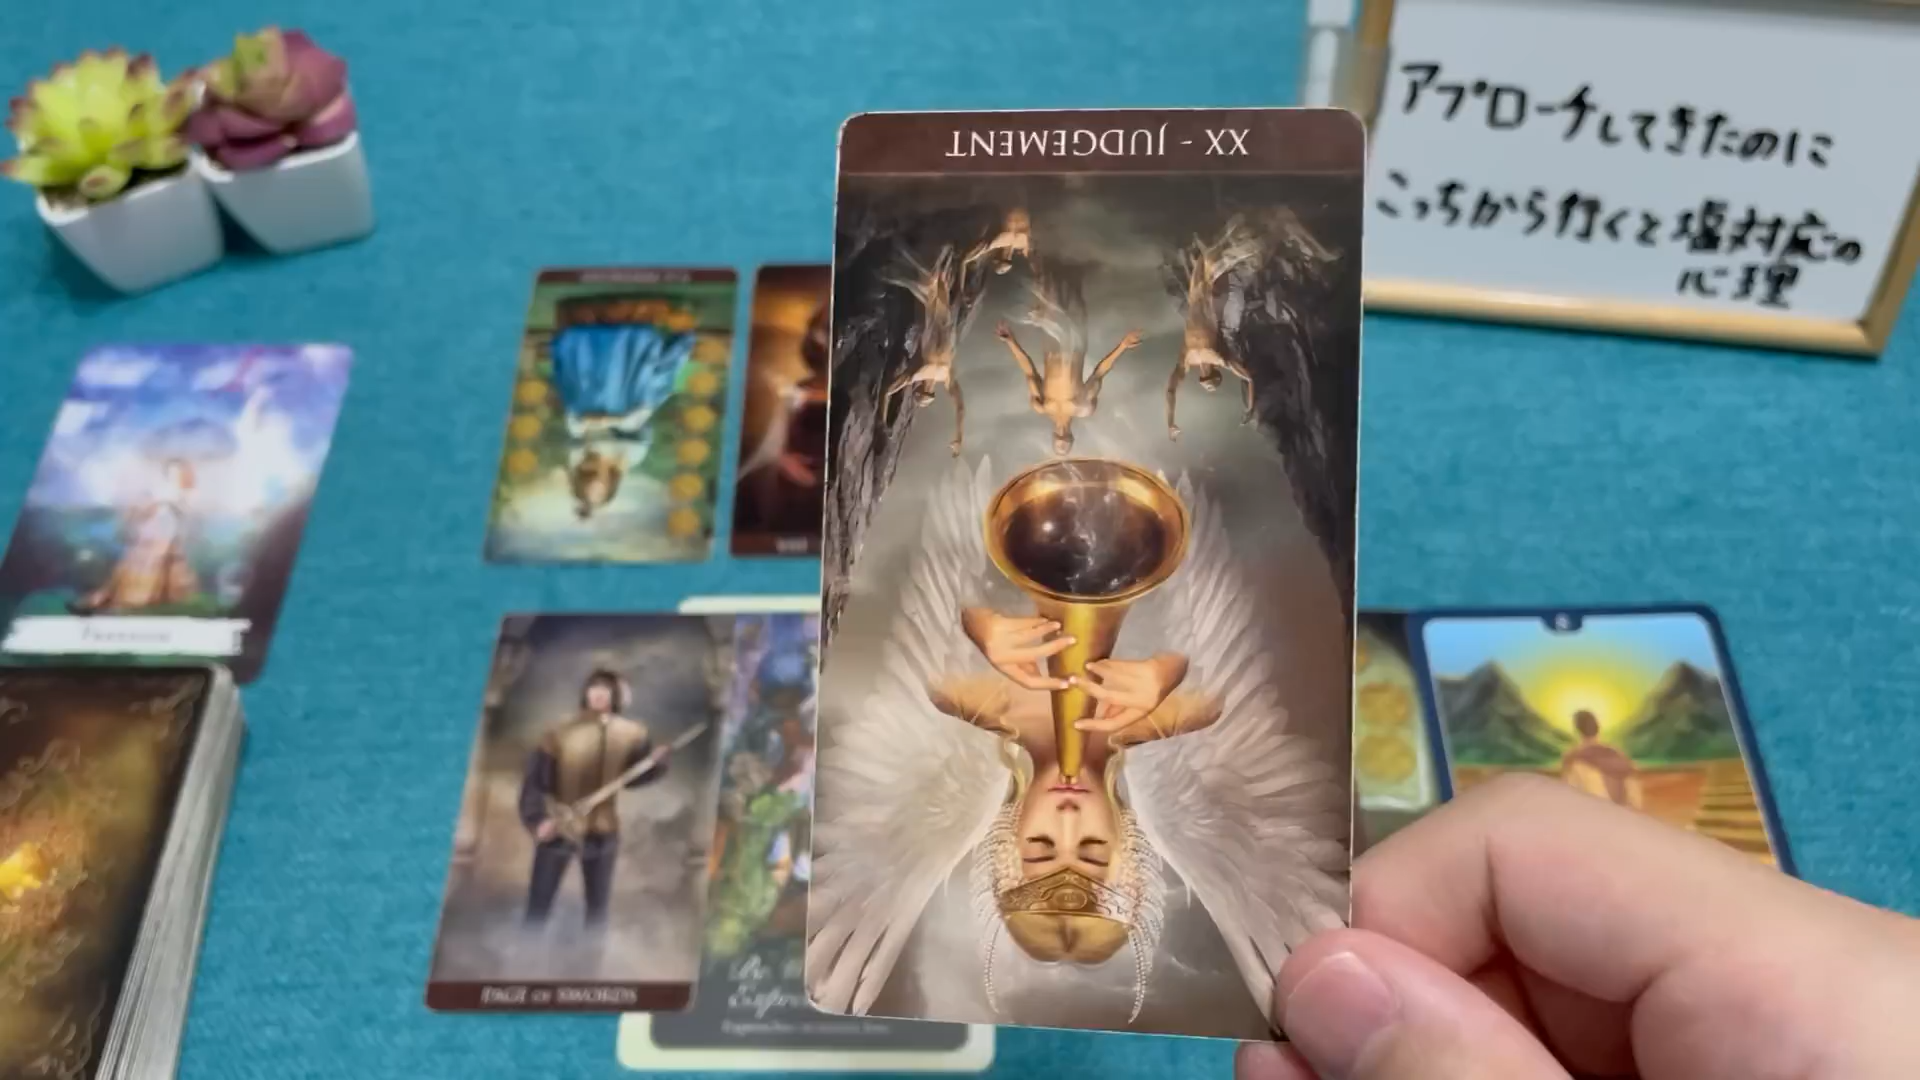 アプローチしてきたのに
こっちから行くと塩対応の
心理
XX - JUDGEMENT
PAGE OF SWORDS